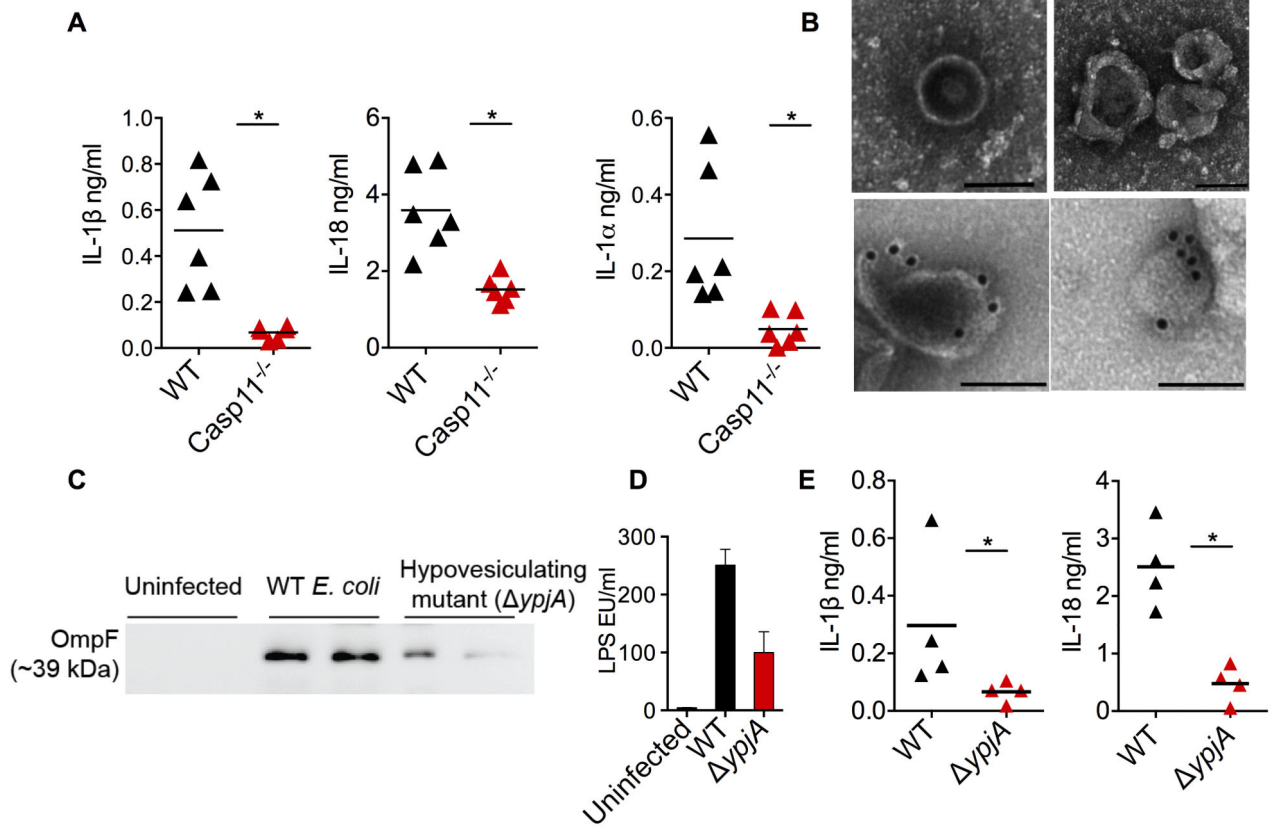 A
IL-1β ng/ml
1.0
0.8
0.6
0.4
0.2
0.0
*
WT
Casp11-/-
IL-18 ng/ml
6
4
2
0
*
WT
Casp11-/-
IL-1α ng/ml
0.6
0.4
0.2
0.0
*
WT
Casp11-/-
B
C
Uninfected
WT E. coli
Hypovesiculating
mutant (ΔypjA)
OmpF
(~39 kDa)
D
LPS EU/ml
300
200
100
0
Uninfected
WT
ΔypjA
E
IL-1β ng/ml
0.8
0.6
0.4
0.2
0.0
*
WT
ΔypjA
IL-18 ng/ml
4
3
2
1
0
*
WT
ΔypjA